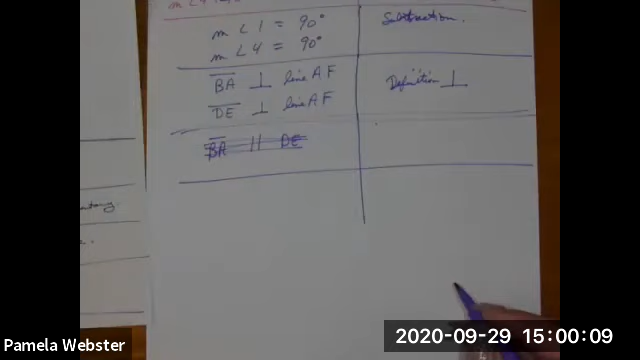 m∠1 = 90°
Subtraction.
m∠4 = 90°
BA ⊥ line AF
Definition ⊥
DE ⊥ line AF
BA // DE
Pamela Webster
2020-09-29 15:00:09